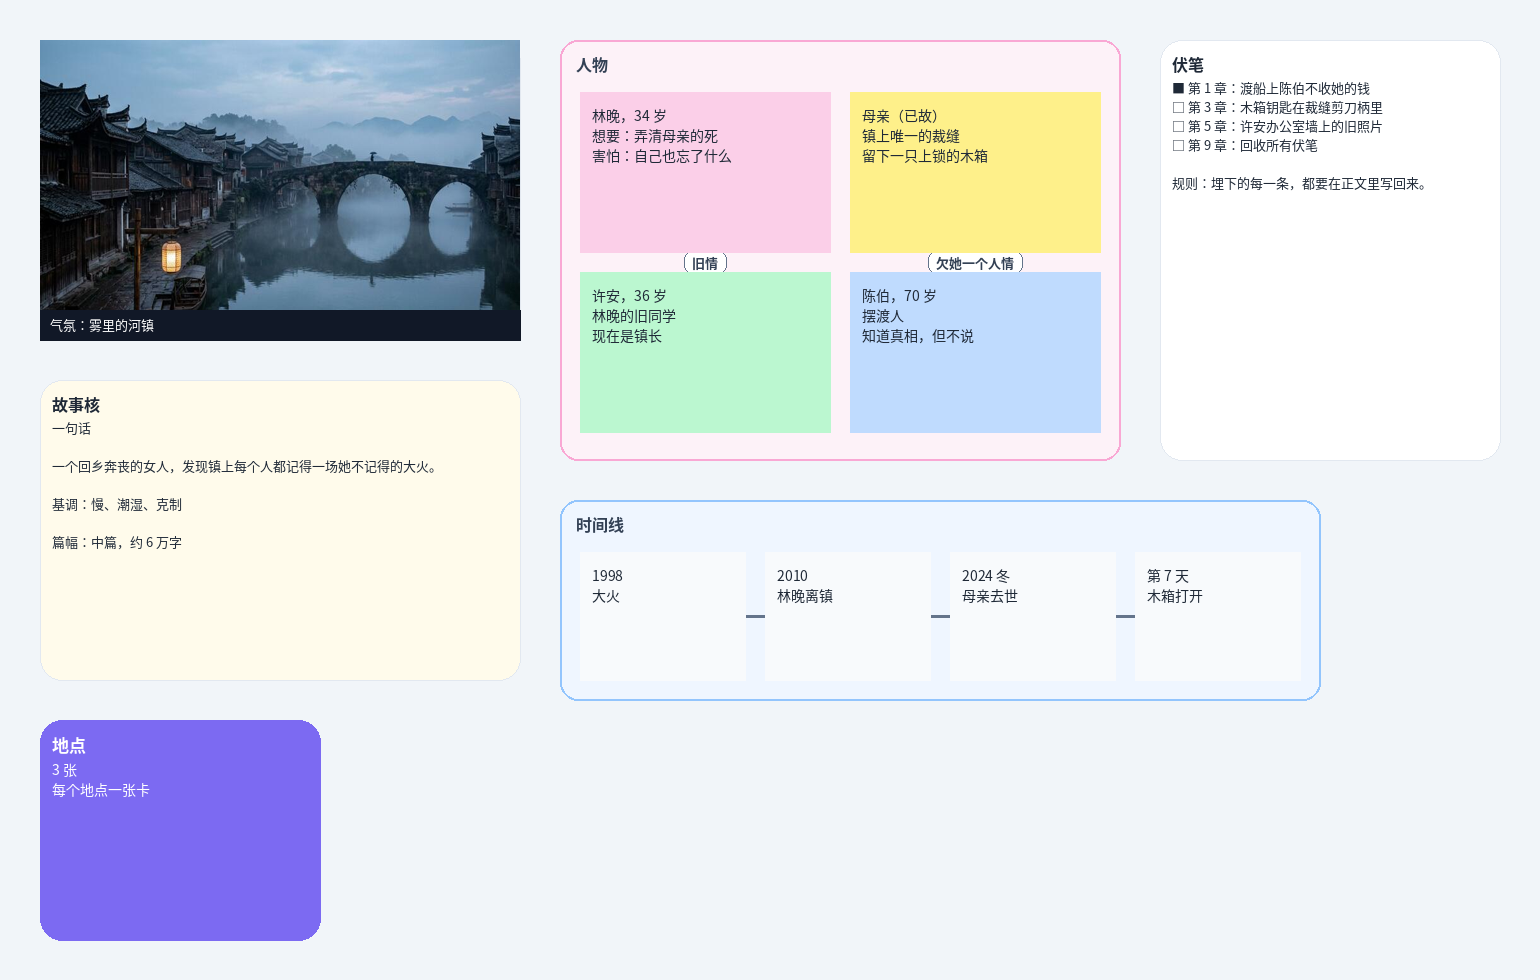 气氛：雾里的河镇
故事核
一句话
一个回乡奔丧的女人，发现镇上每个人都记得一场她不记得的大火。
基调：慢、潮湿、克制
篇幅：中篇，约 6 万字
地点
3 张
每个地点一张卡
人物
林晚，34 岁
想要：弄清母亲的死
害怕：自己也忘了什么
母亲（已故）
镇上唯一的裁缝
留下一只上锁的木箱
旧情
欠她一个人情
许安，36 岁
林晚的旧同学
现在是镇长
陈伯，70 岁
摆渡人
知道真相，但不说
时间线
1998
大火
2010
林晚离镇
2024 冬
母亲去世
第 7 天
木箱打开
伏笔
■ 第 1 章：渡船上陈伯不收她的钱
□ 第 3 章：木箱钥匙在裁缝剪刀柄里
□ 第 5 章：许安办公室墙上的旧照片
□ 第 9 章：回收所有伏笔
规则：埋下的每一条，都要在正文里写回来。